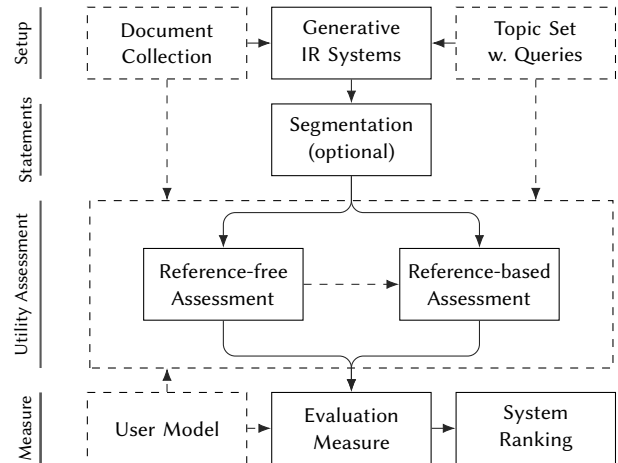 Setup
Document
Collection
Generative
IR Systems
Topic Set
w. Queries
Statements
Segmentation
(optional)
Utility Assessment
Reference-free
Assessment
Reference-based
Assessment
Measure
User Model
Evaluation
Measure
System
Ranking